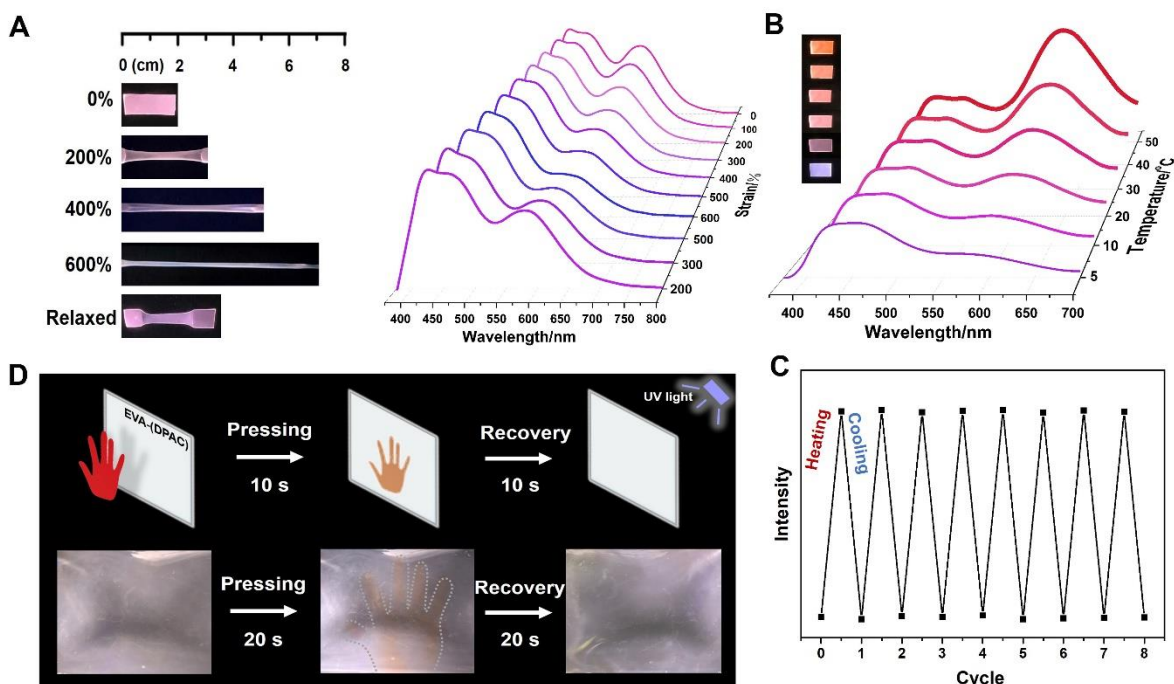 A
0 (cm) 2 4 6 8
0%
200%
400%
600%
Relaxed
0
100
200
300
400
500
600
500
300
200
Strain/%
400 450 500 550 600 650 700 750 800
Wavelength/nm
B
50
40
30
20
10
5
Temperature/°C
400 450 500 550 600 650 700
Wavelength/nm
D
EVA-(DPAC)
Pressing
10 s
Recovery
10 s
UV light
Pressing
20 s
Recovery
20 s
C
Intensity
Heating
Cooling
0 1 2 3 4 5 6 7 8
Cycle